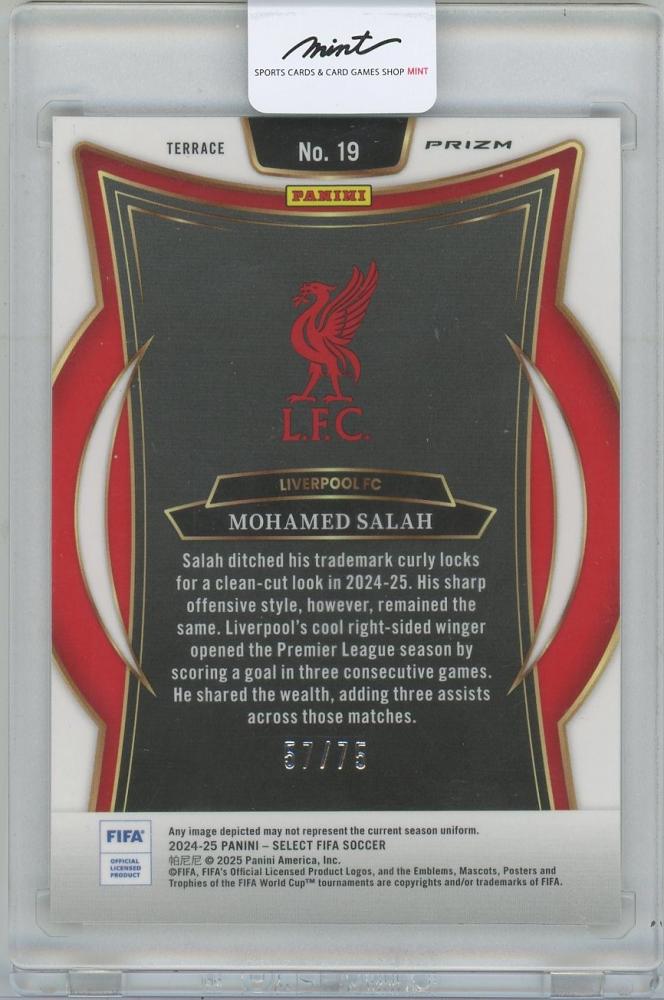 mint
SPORTS CARDS & CARD GAMES SHOP MINT
TERRACE
No. 19
PRIZM
PANINI
L.F.C.
LIVERPOOL FC
MOHAMED SALAH
Salah ditched his trademark curly locks
for a clean-cut look in 2024-25. His sharp
offensive style, however, remained the
same. Liverpool's cool right-sided winger
opened the Premier League season by
scoring a goal in three consecutive games.
He shared the wealth, adding three assists
across those matches.
57/75
FIFA
OFFICIAL
LICENSED
PRODUCT
Any image depicted may not represent the current season uniform.
2024-25 PANINI – SELECT FIFA SOCCER
帕尼尼 © 2025 Panini America, Inc.
©FIFA, FIFA's Official Licensed Product Logos, and the Emblems, Mascots, Posters and
Trophies of the FIFA World Cup™ tournaments are copyrights and/or trademarks of FIFA.